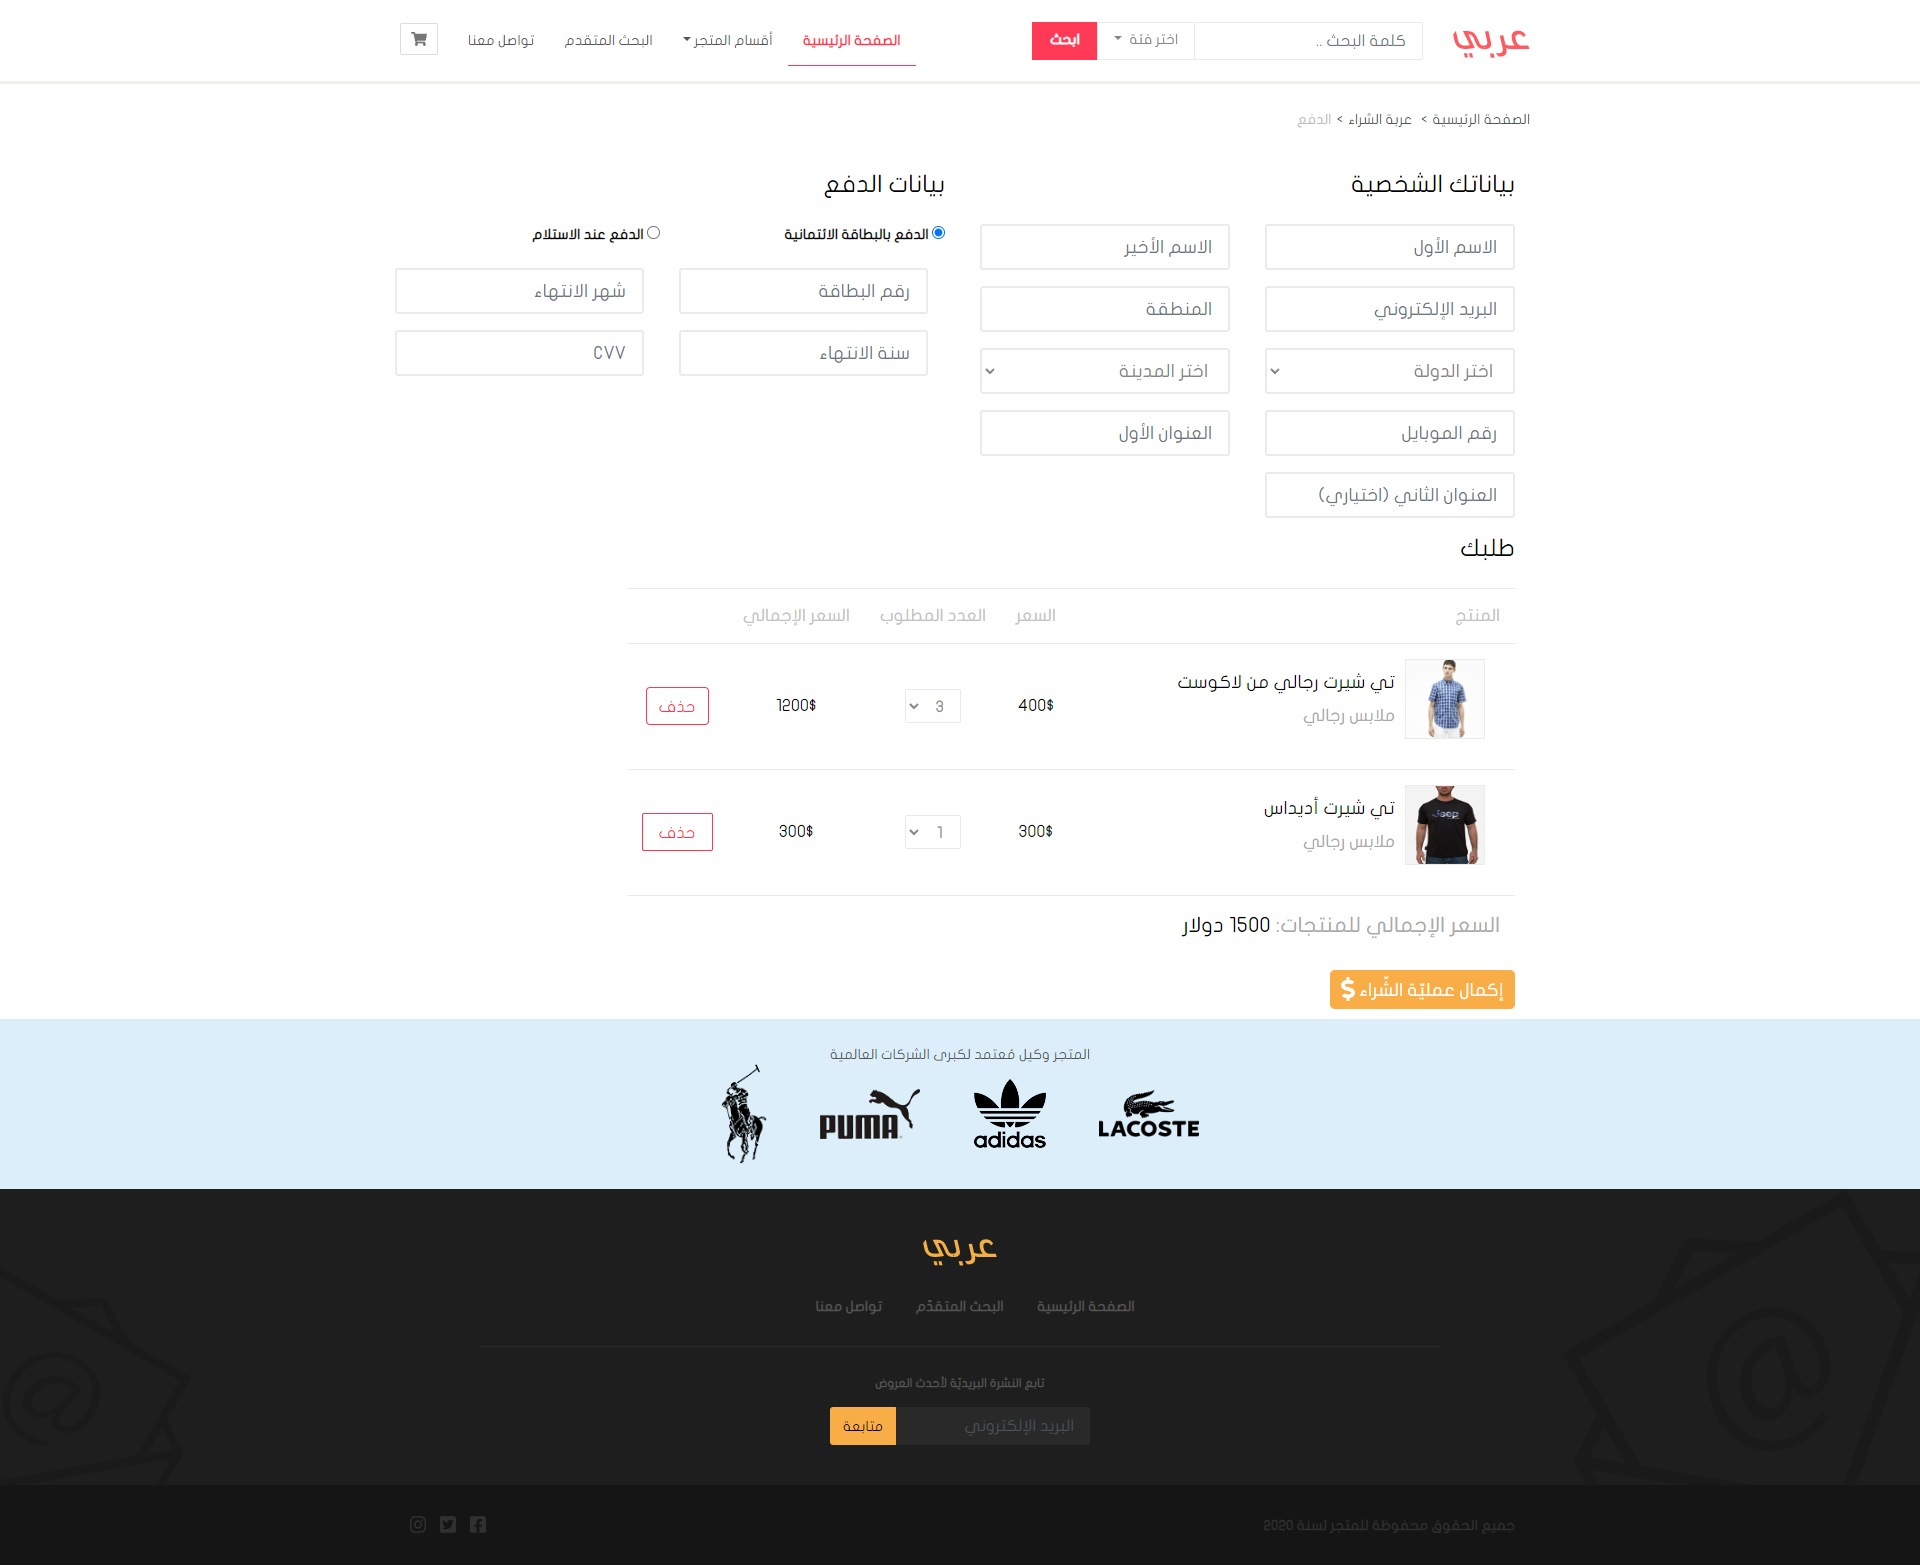 عربي
كلمة البحث ..
اختر فئة
ابحث
الصفحة الرئيسية
أقسام المتجر
البحث المتقدم
تواصل معنا
الصفحة الرئيسية > عربة الشراء > الدفع
بياناتك الشخصية
الاسم الأول
الاسم الأخير
البريد الإلكتروني
المنطقة
اختر الدولة
اختر المدينة
رقم الموبايل
العنوان الأول
العنوان الثاني (اختياري)
بيانات الدفع
الدفع بالبطاقة الائتمانية
الدفع عند الاستلام
رقم البطاقة
شهر الانتهاء
سنة الانتهاء
CVV
طلبك
المنتج
السعر
العدد المطلوب
السعر الإجمالي
تي شيرت رجالي من لاكوست
ملابس رجالي
400$
3
1200$
حذف
Jeep
تي شيرت أديداس
ملابس رجالي
300$
1
300$
حذف
السعر الإجمالي للمنتجات: 1500 دولار
إكمال عمليّة الشّراء $
المتجر وكيل مُعتمد لكبرى الشركات العالمية
LACOSTE
adidas
PUMA
عربي
الصفحة الرئيسية
البحث المتقدّم
تواصل معنا
تابع النشرة البريديّة لأحدث العروض
البريد الإلكتروني
متابعة
جميع الحقوق محفوظة للمتجر لسنة 2020